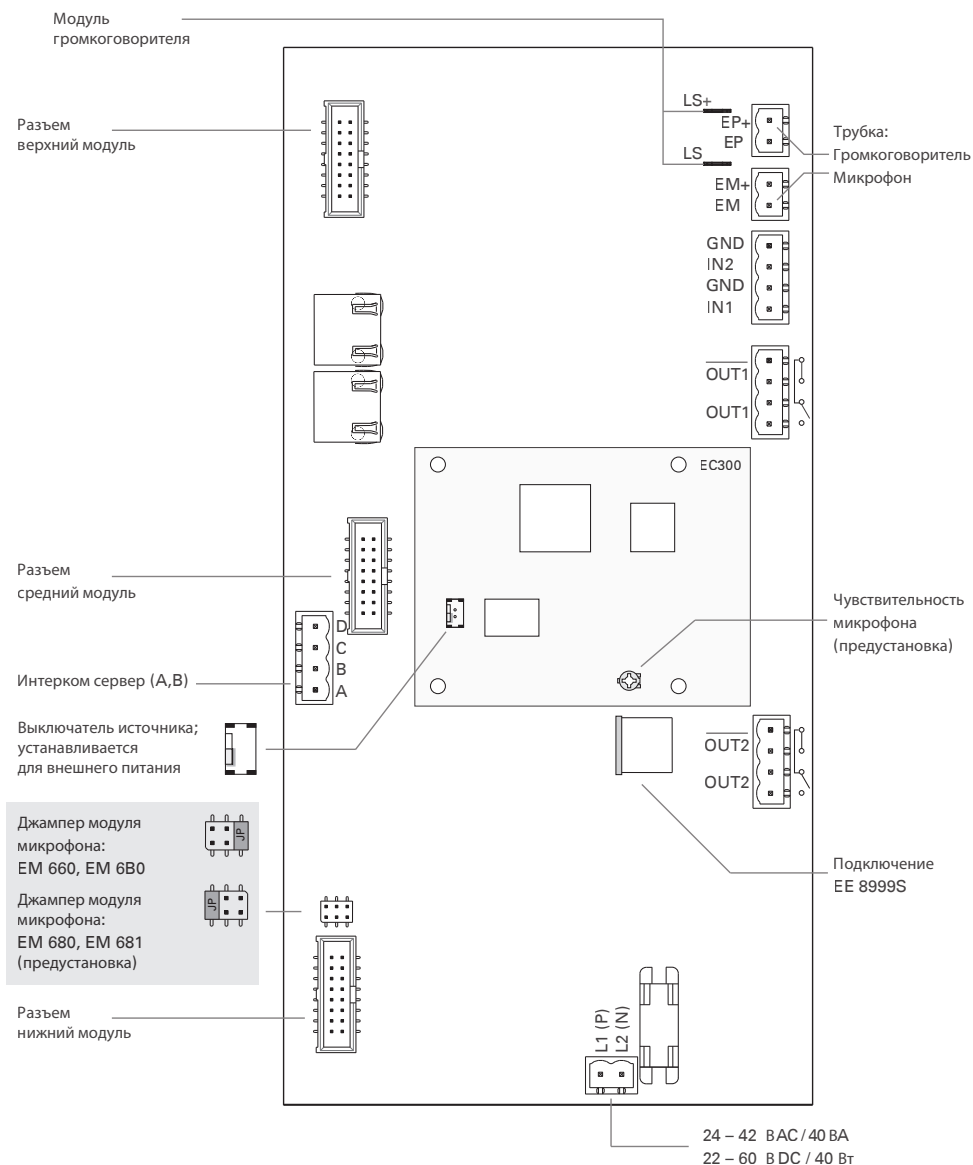 Модуль
громкоговорителя
Разъем
верхний модуль
LS+
EP+
EP
LS
EM+
EM
Трубка:
Громкоговоритель
Микрофон
GND
IN2
GND
IN1
OUT1
OUT1
EC300
Разъем
средний модуль
D
C
B
A
Интерком сервер (A,B)
Чувствительность
микрофона
(предустановка)
Выключатель источника;
устанавливается
для внешнего питания
OUT2
OUT2
Джампер модуля
микрофона:
EM 660, EM 6B0
JP
Джампер модуля
микрофона:
EM 680, EM 681
(предустановка)
JP
Подключение
EE 8999S
Разъем
нижний модуль
L1 (P)
L2 (N)
24 – 42 В AC / 40 ВА
22 – 60 В DC / 40 Вт